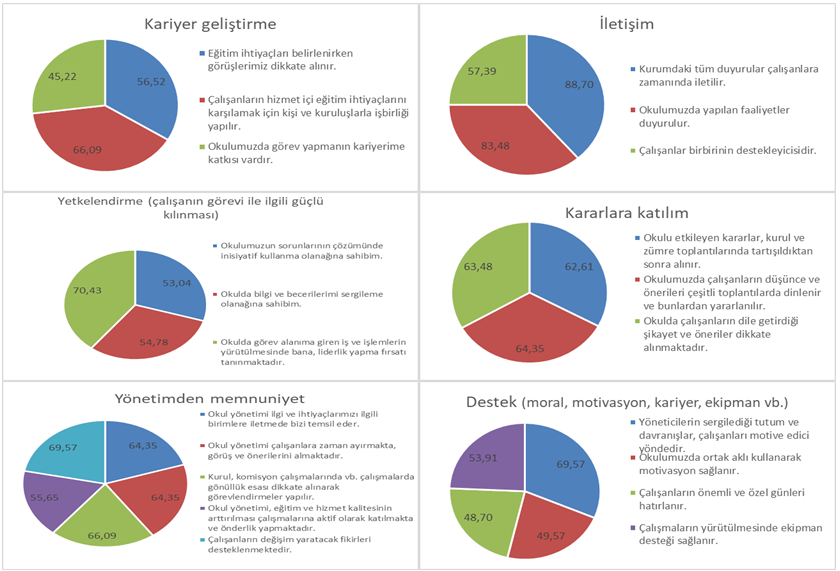 Kariyer geliştirme
56,52
66,09
45,22
Eğitim ihtiyaçları belirlenirken
görüşlerimiz dikkate alınır.
Çalışanların hizmet içi eğitim ihtiyaçlarını
karşılamak için kişi ve kuruluşlarla işbirliği
yapılır.
Okulumuzda görev yapmanın kariyerime
katkısı vardır.
İletişim
88,70
83,48
57,39
Kurumdaki tüm duyurular çalışanlara
zamanında iletilir.
Okulumuzda yapılan faaliyetler
duyurulur.
Çalışanlar birbirinin destekleyicisidir.
Yetkelendirme (çalışanın görevi ile ilgili güçlü
kılınması)
53,04
54,78
70,43
Okulumuzun sorunlarının çözümünde
inisiyatif kullanma olanağına sahibim.
Okulda bilgi ve becerilerimi sergileme
olanağına sahibim.
Okulda görev alanıma giren iş ve işlemlerin
yürütülmesinde bana, liderlik yapma fırsatı
tanınmaktadır.
Kararlara katılım
62,61
64,35
63,48
Okulu etkileyen kararlar, kurul ve
zümre toplantılarında tartışıldıktan
sonra alınır.
Okulumuzda çalışanların düşünce ve
önerileri çeşitli toplantılarda dinlenir
ve bunlardan yararlanılır.
Okulda çalışanların dile getirdiği
şikayet ve öneriler dikkate
alınmaktadır.
Yönetimden memnuniyet
64,35
64,35
66,09
55,65
69,57
Okul yönetimi ilgi ve ihtiyaçlarımızı ilgili
birimlere iletmede bizi temsil eder.
Okul yönetimi çalışanlara zaman ayırmakta,
görüş ve önerilerini almaktadır.
Kurul, komisyon çalışmalarında vb. çalışmalarda
gönüllük esası dikkate alınarak
görevlendirmeler yapılır.
Okul yönetimi, eğitim ve hizmet kalitesinin
arttırılması çalışmalarına aktif olarak katılmakta
ve önderlik yapmaktadır.
Çalışanların değişim yaratacak fikirleri
desteklenmektedir.
Destek (moral, motivasyon, kariyer, ekipman vb.)
69,57
49,57
48,70
53,91
Yöneticilerin sergilediği tutum ve
davranışlar, çalışanları motive edici
yöndedir.
Okulumuzda ortak aklı kullanarak
motivasyon sağlanır.
Çalışanların önemli ve özel günleri
hatırlanır.
Çalışmaların yürütülmesinde ekipman
desteği sağlanır.